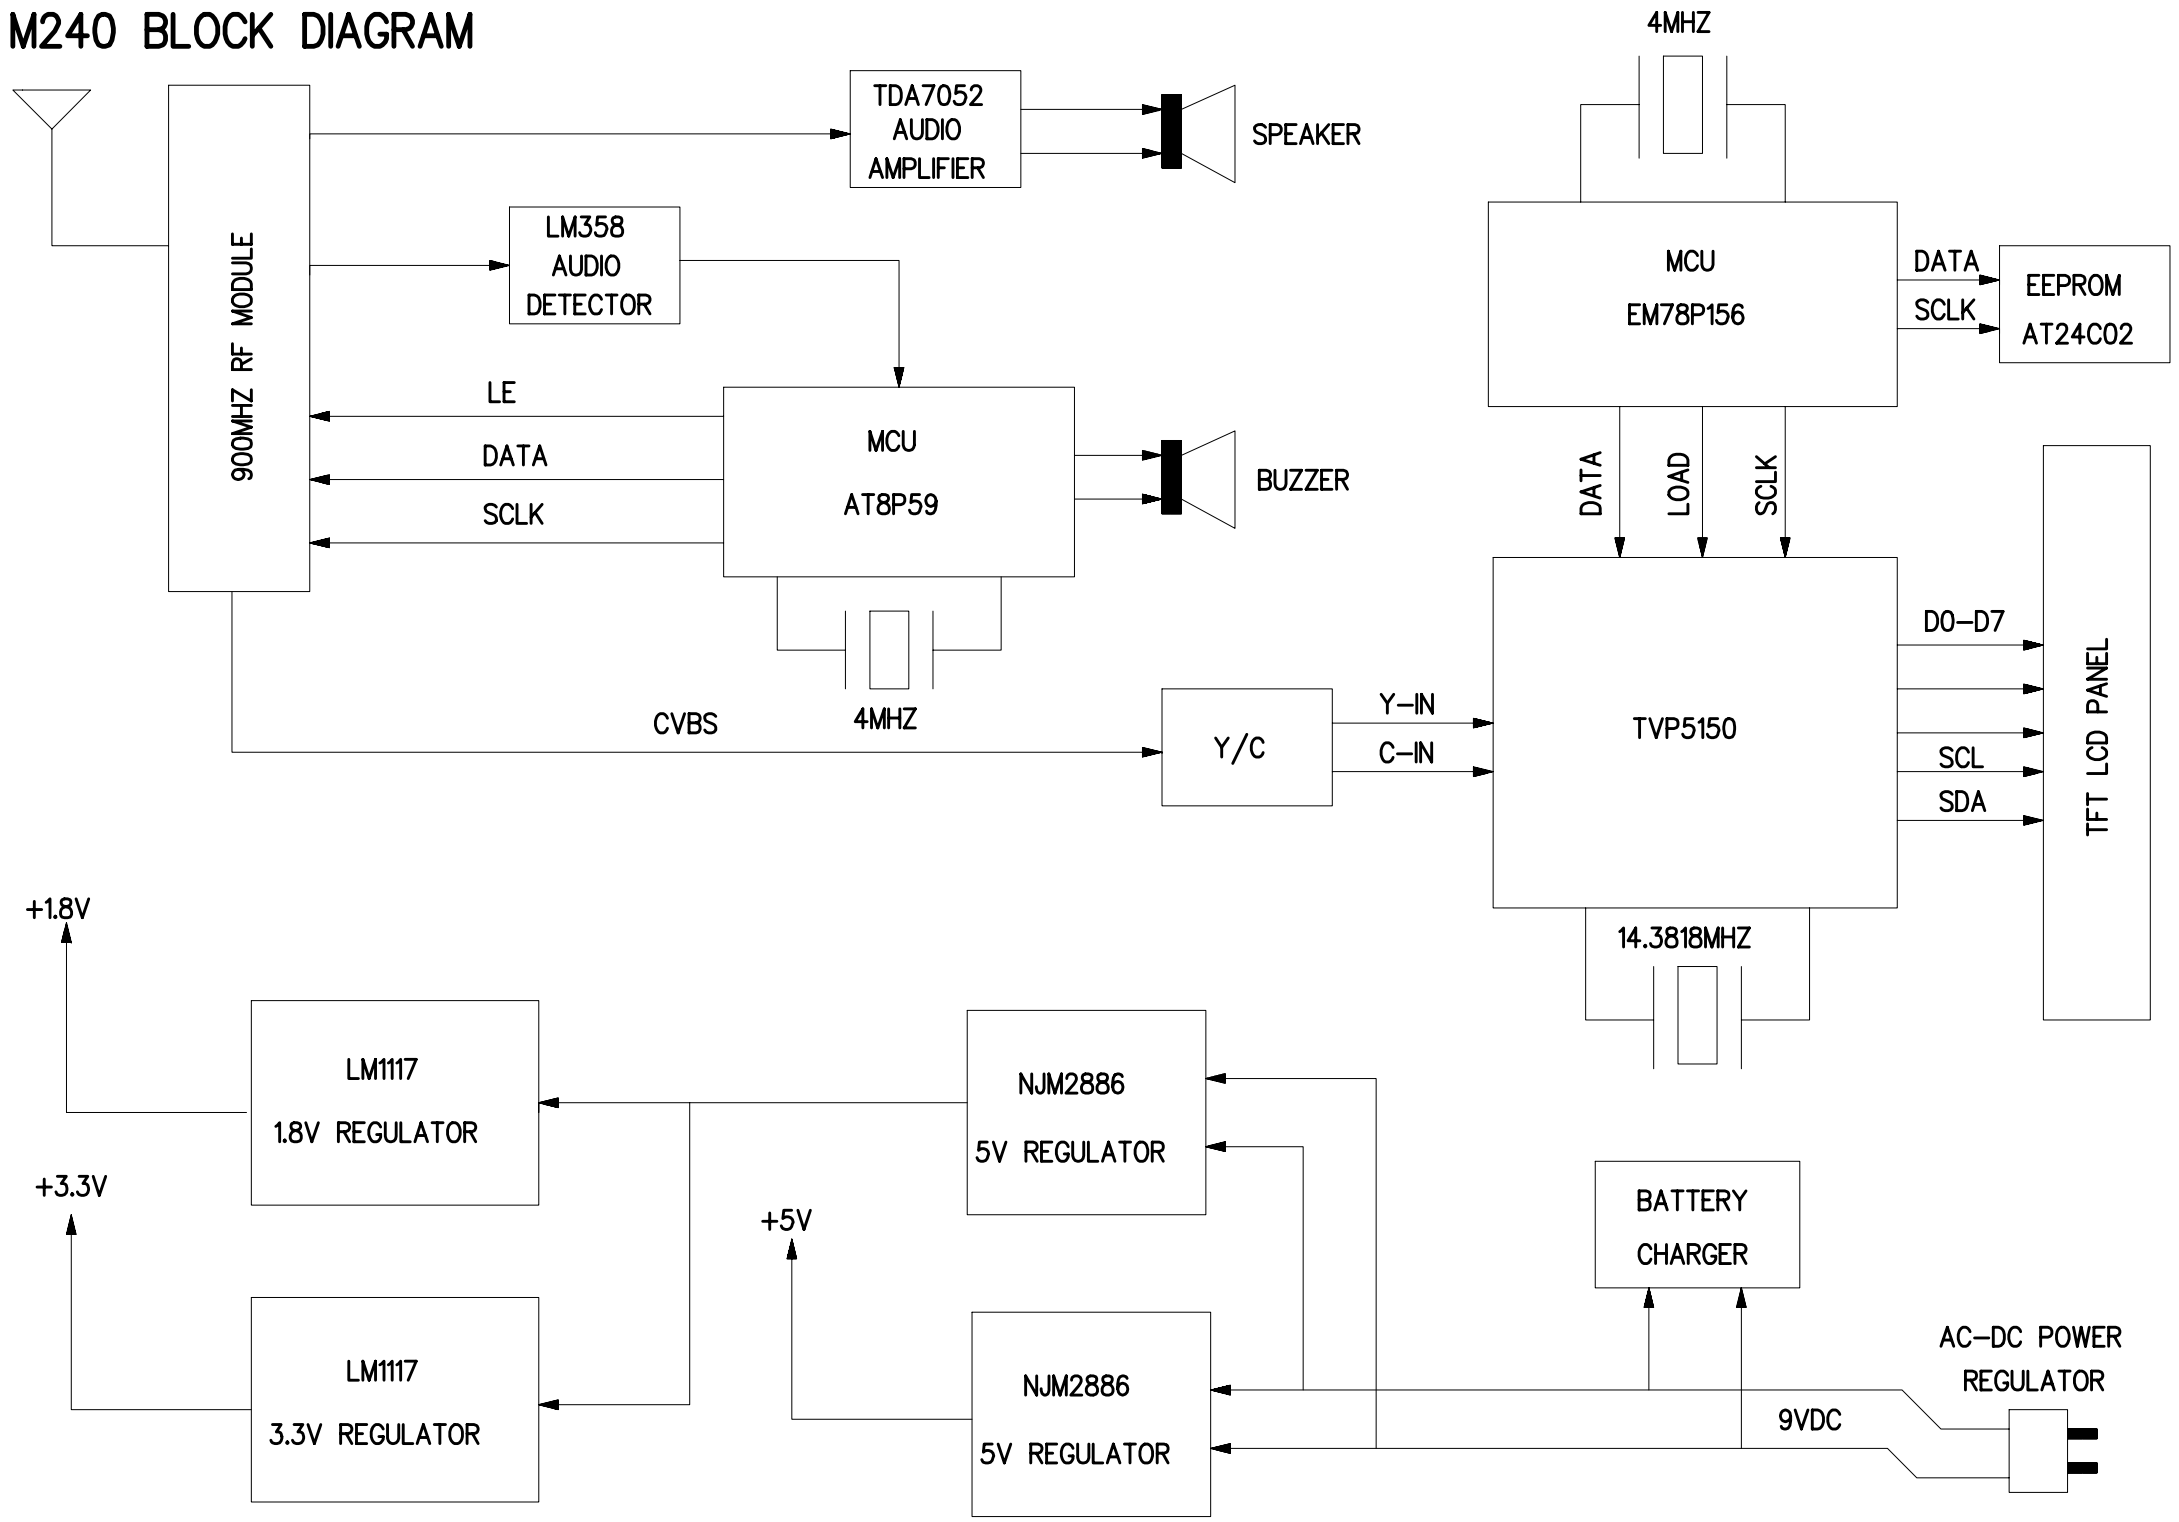 M240 BLOCK DIAGRAM
4MHZ
TDA7052
AUDIO
AMPLIFIER
SPEAKER
900MHZ RF MODULE
LM358
AUDIO
DETECTOR
MCU
EM78P156
DATA
SCLK
EEPROM
AT24C02
LE
DATA
SCLK
MCU
AT8P59
BUZZER
4MHZ
DATA
LOAD
SCLK
CVBS
Y/C
Y-IN
C-IN
TVP5150
D0-D7
SCL
SDA
TFT LCD PANEL
14.3818MHZ
+1.8V
LM1117
1.8V REGULATOR
NJM2886
5V REGULATOR
+3.3V
LM1117
3.3V REGULATOR
+5V
NJM2886
5V REGULATOR
BATTERY
CHARGER
AC-DC POWER
REGULATOR
9VDC